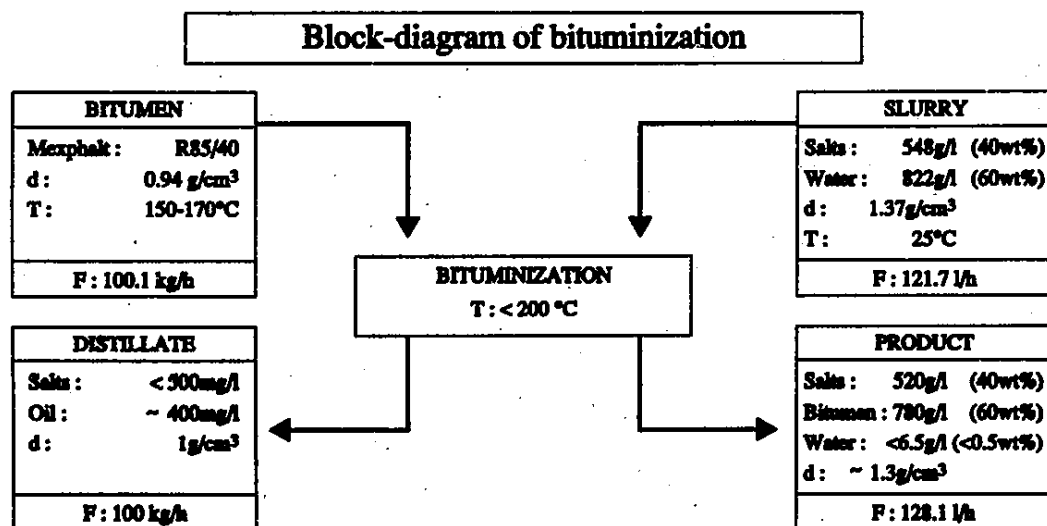 Block-diagram of bituminization
BITUMEN
Mexphalt : R85/40
d : 0.94 g/cm³
T : 150-170°C
F : 100.1 kg/h
SLURRY
Salts : 548g/l (40wt%)
Water : 822g/l (60wt%)
d : 1.37g/cm³
T : 25°C
F : 121.7 l/h
BITUMINIZATION
T : < 200 °C
DISTILLATE
Salts : < 500mg/l
Oil : ~ 400mg/l
d : 1g/cm³
F : 100 kg/h
PRODUCT
Salts : 520g/l (40wt%)
Bitumen : 780g/l (60wt%)
Water : <6.5g/l (<0.5wt%)
d : ~ 1.3g/cm³
F : 128.1 l/h